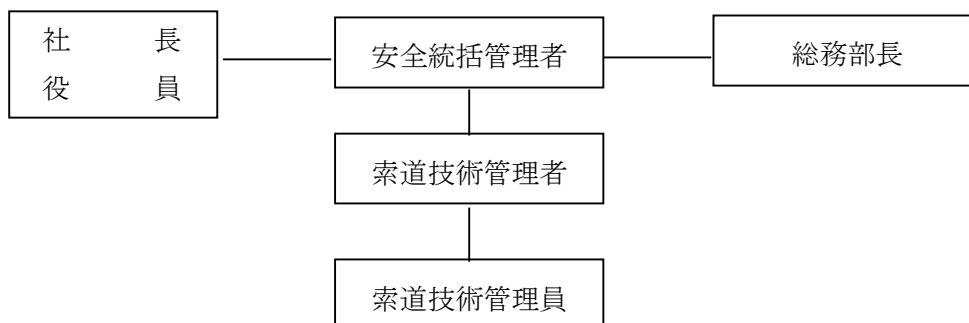 社　　長
役　　員
安全統括管理者
総務部長
索道技術管理者
索道技術管理員